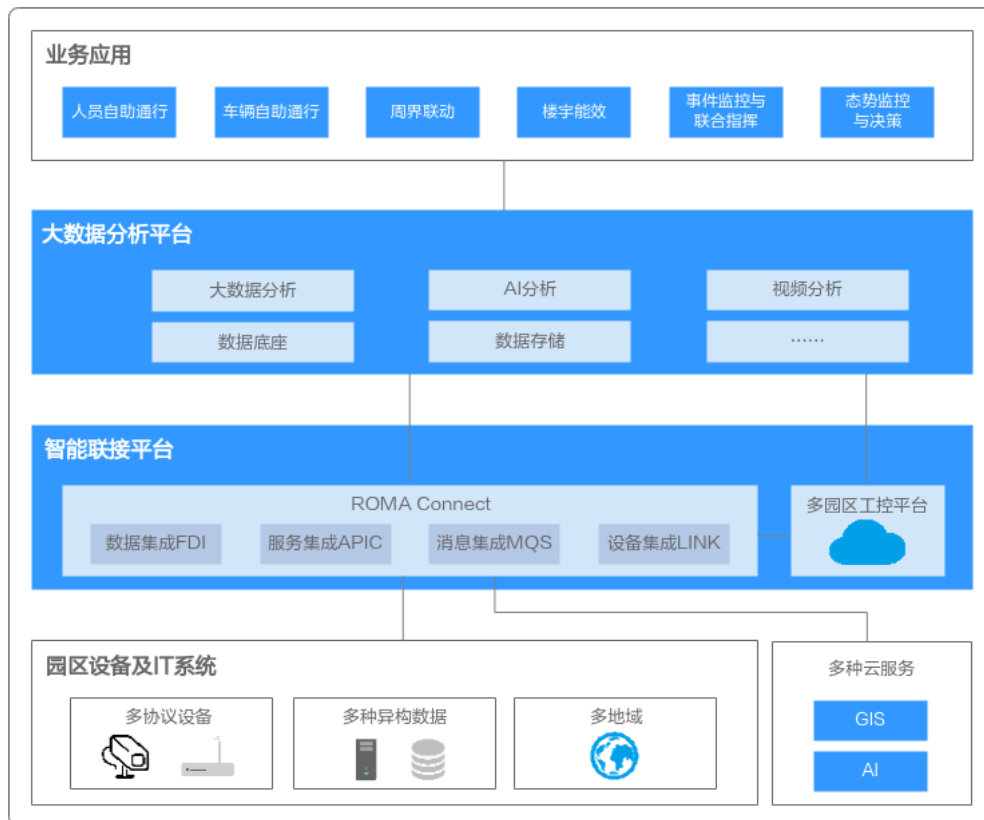 业务应用
人员自助通行
车辆自助通行
周界联动
楼宇能效
事件监控与
联合指挥
态势监控
与决策
大数据分析平台
大数据分析
AI分析
视频分析
数据底座
数据存储
……
智能联接平台
ROMA Connect
数据集成FDI
服务集成APIC
消息集成MQS
设备集成LINK
多园区工控平台
园区设备及IT系统
多协议设备
多种异构数据
多地域
多种云服务
GIS
AI